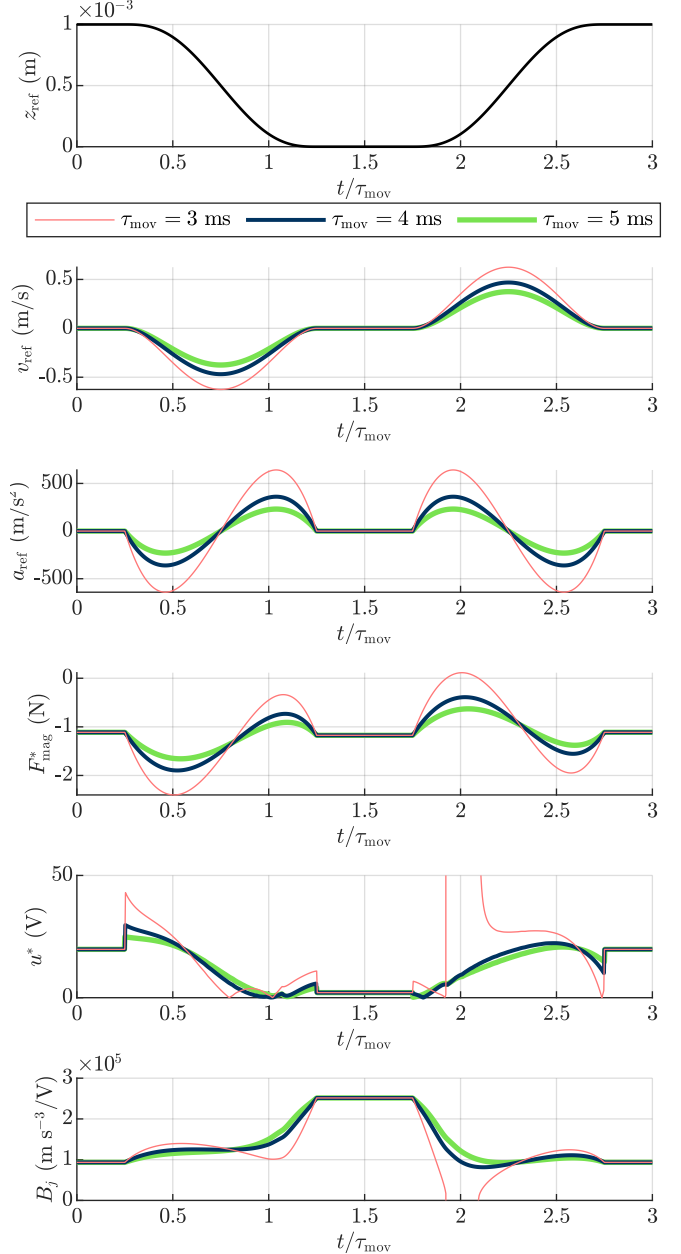 ×10⁻³
1
0.5
0
z_ref (m)
0 0.5 1 1.5 2 2.5 3
t/τ_mov
τ_mov = 3 ms τ_mov = 4 ms τ_mov = 5 ms
0.5
0
-0.5
v_ref (m/s)
0 0.5 1 1.5 2 2.5 3
t/τ_mov
500
0
-500
a_ref (m/s²)
0 0.5 1 1.5 2 2.5 3
t/τ_mov
0
-1
-2
F*_mag (N)
0 0.5 1 1.5 2 2.5 3
t/τ_mov
50
0
u* (V)
0 0.5 1 1.5 2 2.5 3
t/τ_mov
×10⁵
3
2
1
0
B_j (m s⁻³/V)
0 0.5 1 1.5 2 2.5 3
t/τ_mov